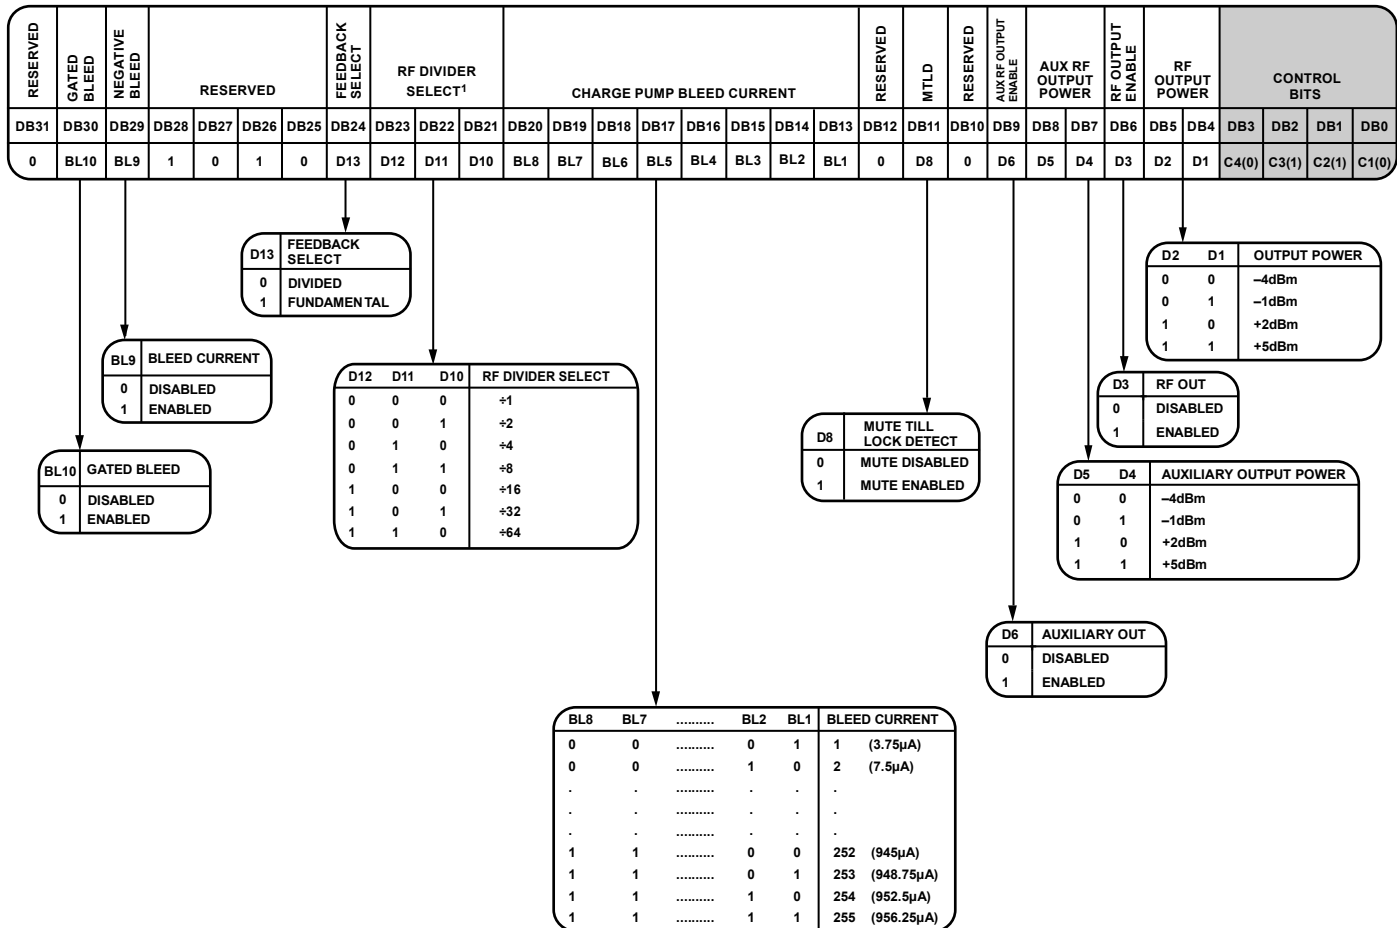 RESERVED
GATED BLEED
NEGATIVE BLEED
RESERVED
FEEDBACK SELECT
RF DIVIDER SELECT¹
CHARGE PUMP BLEED CURRENT
RESERVED
MTLD
RESERVED
AUX RF OUTPUT ENABLE
AUX RF OUTPUT POWER
RF OUTPUT ENABLE
RF OUTPUT POWER
CONTROL BITS
DB31 DB30 DB29 DB28 DB27 DB26 DB25 DB24 DB23 DB22 DB21 DB20 DB19 DB18 DB17 DB16 DB15 DB14 DB13 DB12 DB11 DB10 DB9 DB8 DB7 DB6 DB5 DB4 DB3 DB2 DB1 DB0
0 BL10 BL9 1 0 1 0 D13 D12 D11 D10 BL8 BL7 BL6 BL5 BL4 BL3 BL2 BL1 0 D8 0 D6 D5 D4 D3 D2 D1 C4(0) C3(1) C2(1) C1(0)
D13 FEEDBACK SELECT
0 DIVIDED
1 FUNDAMENTAL
D2 D1 OUTPUT POWER
0 0 –4dBm
0 1 –1dBm
1 0 +2dBm
1 1 +5dBm
BL9 BLEED CURRENT
0 DISABLED
1 ENABLED
D12 D11 D10 RF DIVIDER SELECT
0 0 0 ÷1
0 0 1 ÷2
0 1 0 ÷4
0 1 1 ÷8
1 0 0 ÷16
1 0 1 ÷32
1 1 0 ÷64
D3 RF OUT
0 DISABLED
1 ENABLED
D8 MUTE TILL LOCK DETECT
0 MUTE DISABLED
1 MUTE ENABLED
BL10 GATED BLEED
0 DISABLED
1 ENABLED
D5 D4 AUXILIARY OUTPUT POWER
0 0 –4dBm
0 1 –1dBm
1 0 +2dBm
1 1 +5dBm
D6 AUXILIARY OUT
0 DISABLED
1 ENABLED
BL8 BL7 .......... BL2 BL1 BLEED CURRENT
0 0 .......... 0 1 1 (3.75µA)
0 0 .......... 1 0 2 (7.5µA)
. . .......... . . .
. . .......... . . .
. . .......... . . .
1 1 .......... 0 0 252 (945µA)
1 1 .......... 0 1 253 (948.75µA)
1 1 .......... 1 0 254 (952.5µA)
1 1 .......... 1 1 255 (956.25µA)